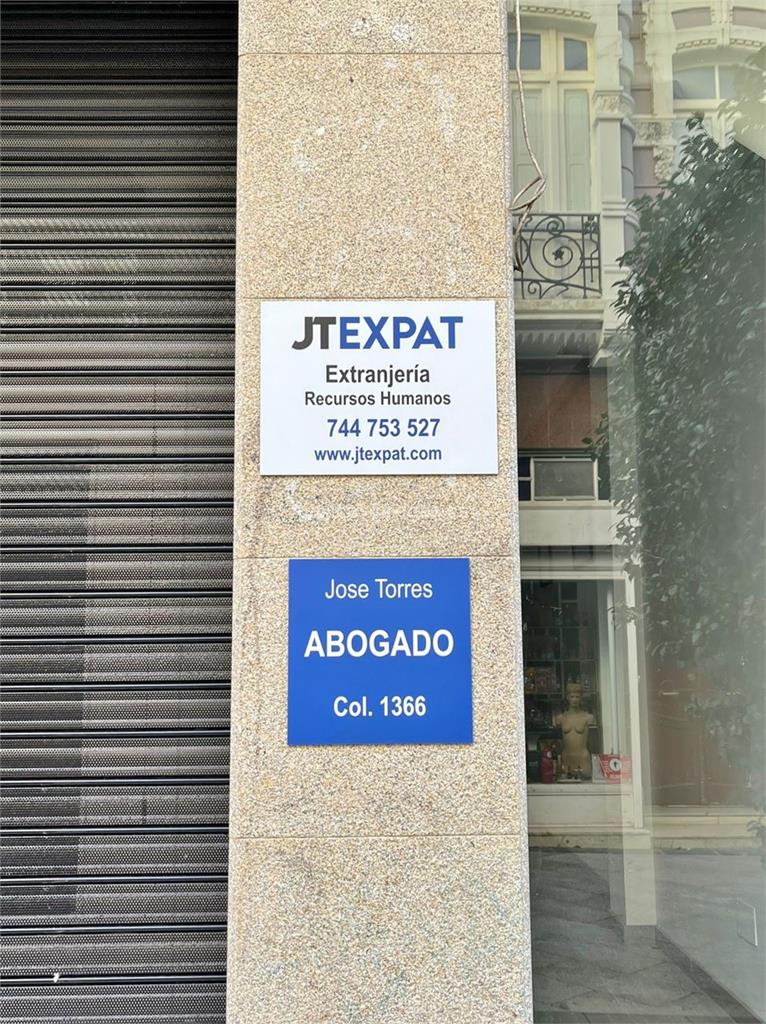 JTEXPAT
Extranjería
Recursos Humanos
744 753 527
www.jtexpat.com
Jose Torres
ABOGADO
Col. 1366